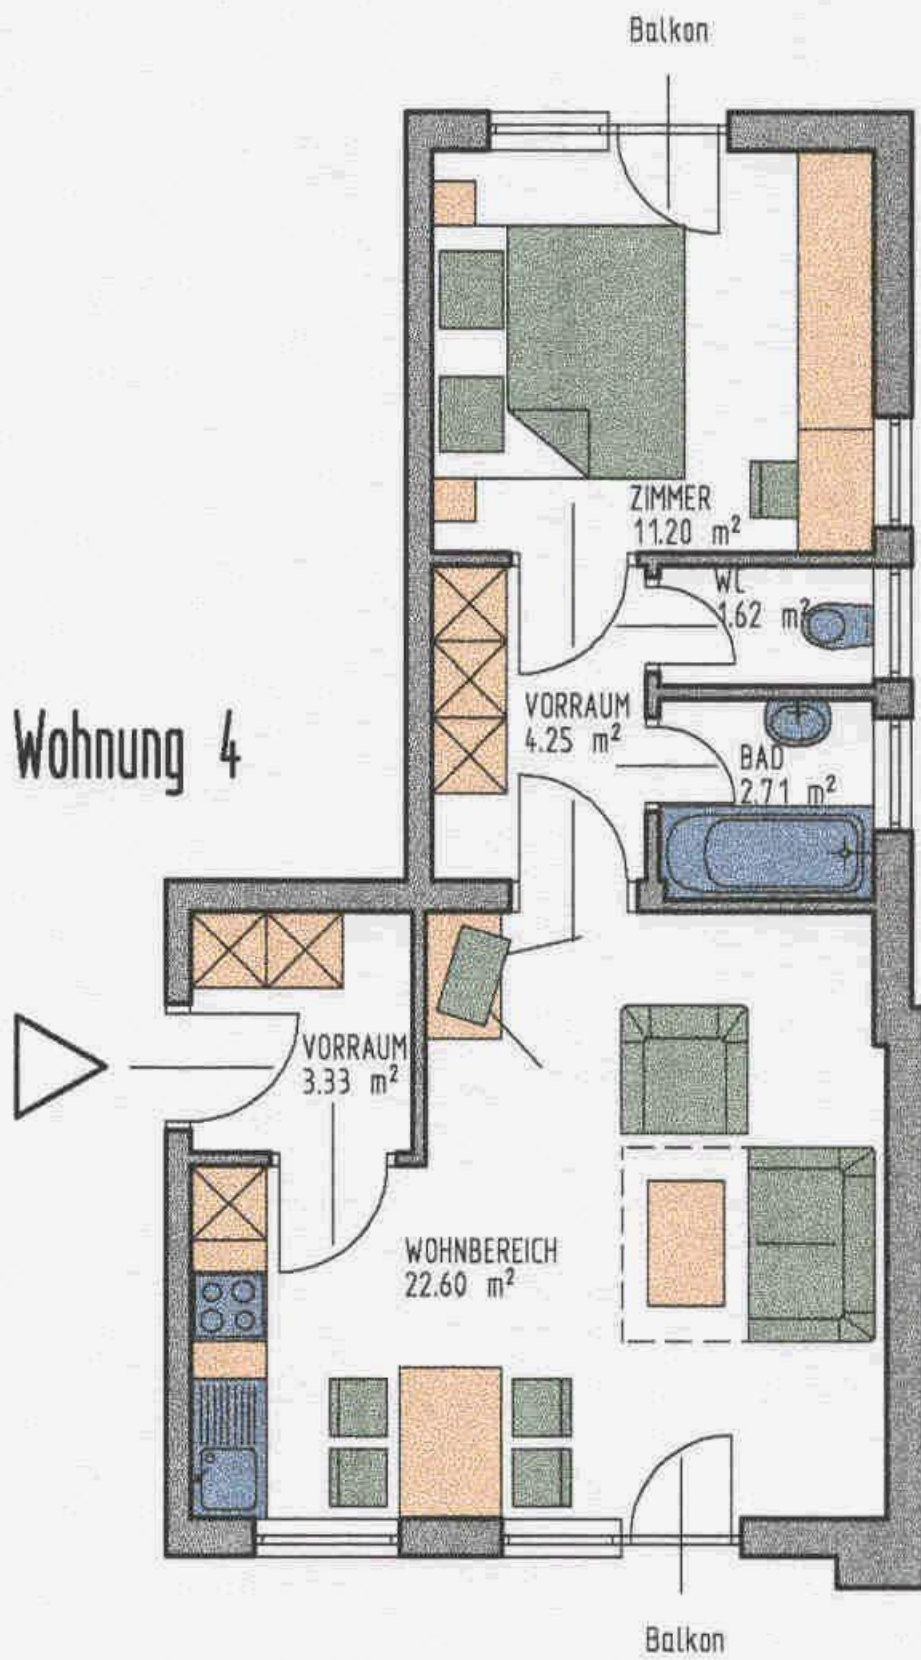 Balkon
ZIMMER
11.20 m²
WC
1.62 m²
VORRAUM
4.25 m²
BAD
2.71 m²
Wohnung 4
VORRAUM
3.33 m²
WOHNBEREICH
22.60 m²
Balkon